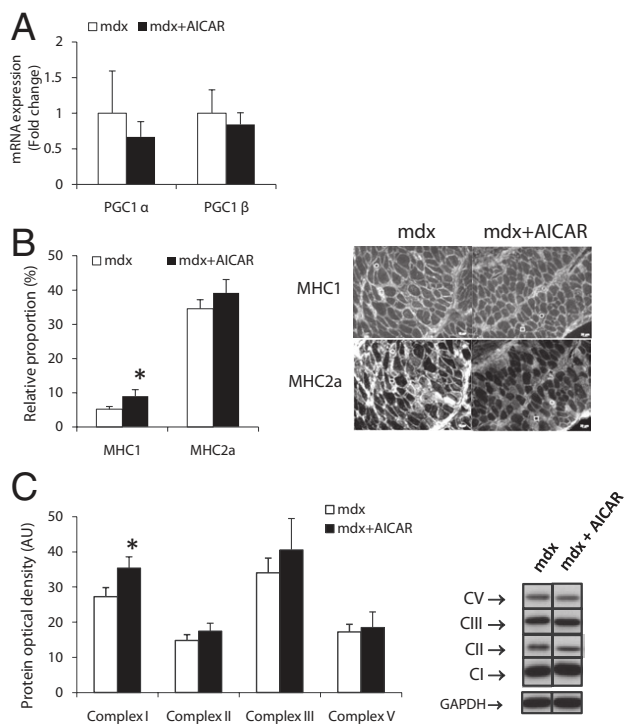 A
mdx
mdx+AICAR
mRNA expression
(Fold change)
2
1.5
1
0.5
0
PGC1 α
PGC1 β
B
mdx
mdx+AICAR
Relative proportion (%)
50
40
30
20
10
0
*
MHC1
MHC2a
mdx
mdx+AICAR
MHC1
MHC2a
C
mdx
mdx+AICAR
Protein optical density (AU)
50
40
30
20
10
0
*
Complex I
Complex II
Complex III
Complex V
mdx
mdx + AICAR
CV →
CIII →
CII →
CI →
GAPDH →